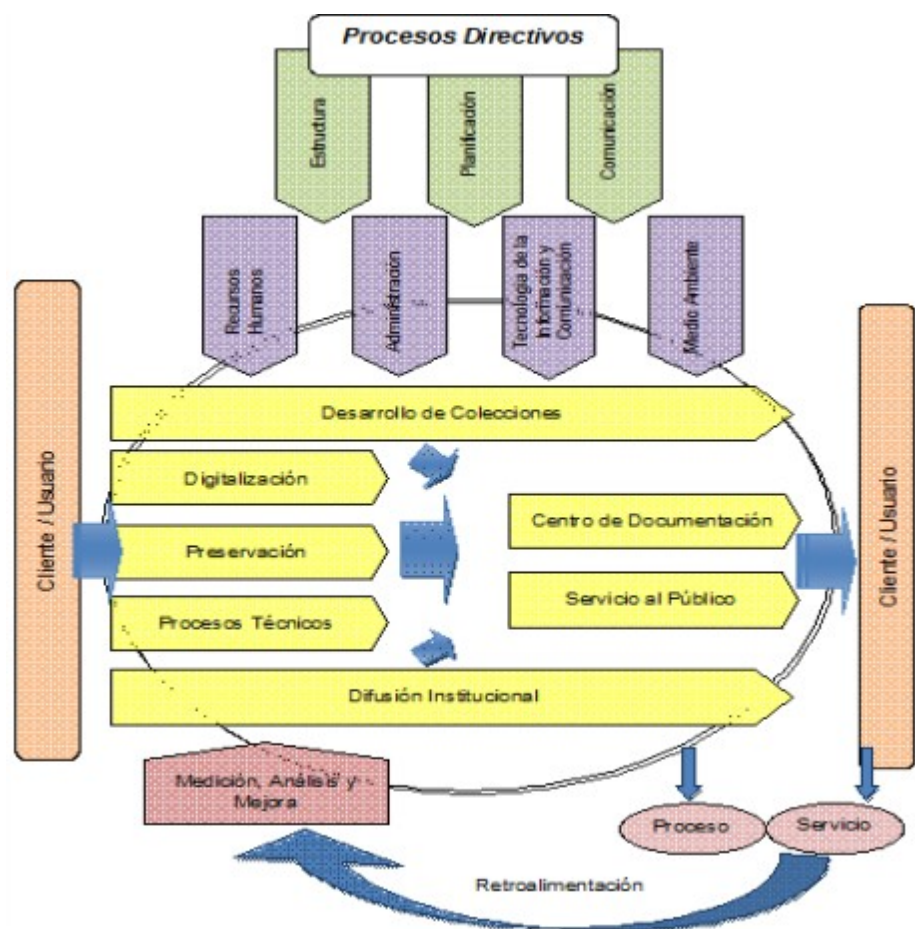 Procesos Directivos
Estructura
Planificación
Comunicación
Recursos
Humanos
Administración
Tecnología de la
Información y
Comunicación
Medio Ambiente
Cliente / Usuario
Desarrollo de Colecciones
Digitalización
Preservación
Procesos Técnicos
Centro de Documentación
Servicio al Público
Difusión Institucional
Cliente / Usuario
Medición, Análisis y
Mejora
Proceso
Servicio
Retroalimentación